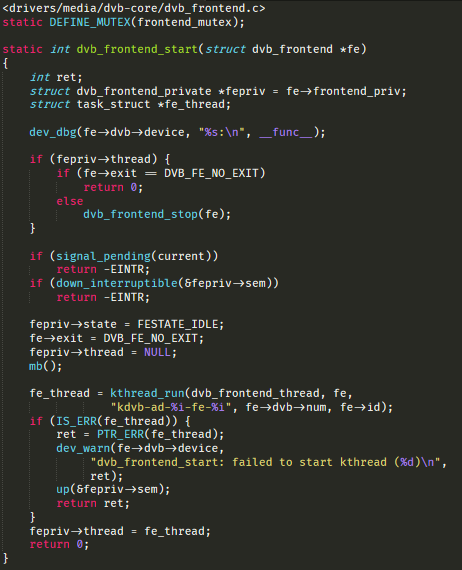 <drivers/media/dvb-core/dvb_frontend.c>
static DEFINE_MUTEX(frontend_mutex);

static int dvb_frontend_start(struct dvb_frontend *fe)
{
    int ret;
    struct dvb_frontend_private *fepriv = fe->frontend_priv;
    struct task_struct *fe_thread;

    dev_dbg(fe->dvb->device, "%s:\n", __func__);

    if (fepriv->thread) {
        if (fe->exit == DVB_FE_NO_EXIT)
            return 0;
        else
            dvb_frontend_stop(fe);
    }

    if (signal_pending(current))
        return -EINTR;
    if (down_interruptible(&fepriv->sem))
        return -EINTR;

    fepriv->state = FESTATE_IDLE;
    fe->exit = DVB_FE_NO_EXIT;
    fepriv->thread = NULL;
    mb();

    fe_thread = kthread_run(dvb_frontend_thread, fe,
            "kdvb-ad-%i-fe-%i", fe->dvb->num, fe->id);
    if (IS_ERR(fe_thread)) {
        ret = PTR_ERR(fe_thread);
        dev_warn(fe->dvb->device,
             "dvb_frontend_start: failed to start kthread (%d)\n",
             ret);
        up(&fepriv->sem);
        return ret;
    }
    fepriv->thread = fe_thread;
    return 0;
}